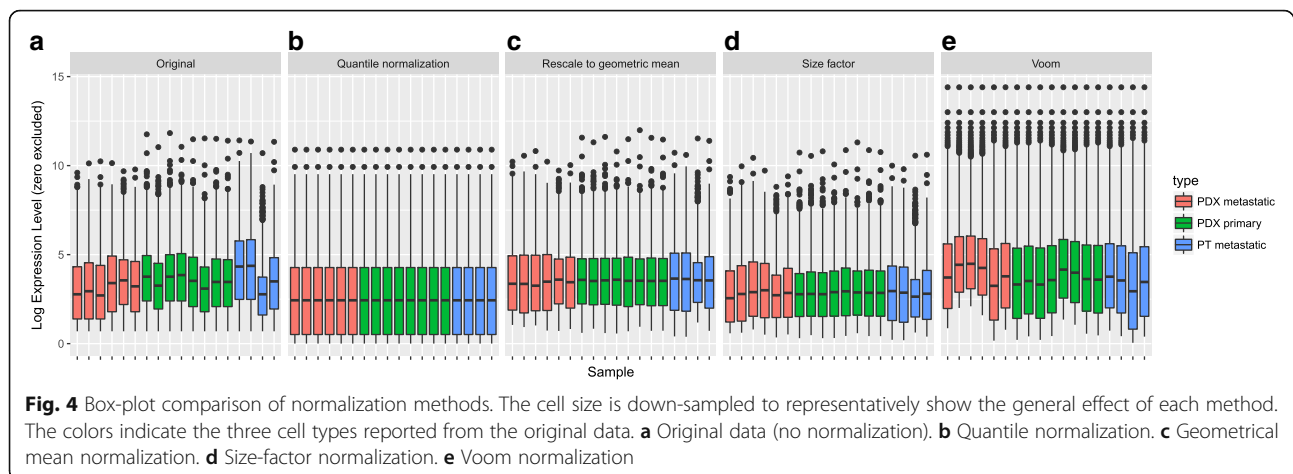 a b c d e
Original Quantile normalization Rescale to geometric mean Size factor Voom
15
10
5
0
Log Expression Level (zero excluded)
Sample
type
PDX metastatic
PDX primary
PT metastatic
Fig. 4 Box-plot comparison of normalization methods. The cell size is down-sampled to representatively show the general effect of each method.
The colors indicate the three cell types reported from the original data. a Original data (no normalization). b Quantile normalization. c Geometrical
mean normalization. d Size-factor normalization. e Voom normalization